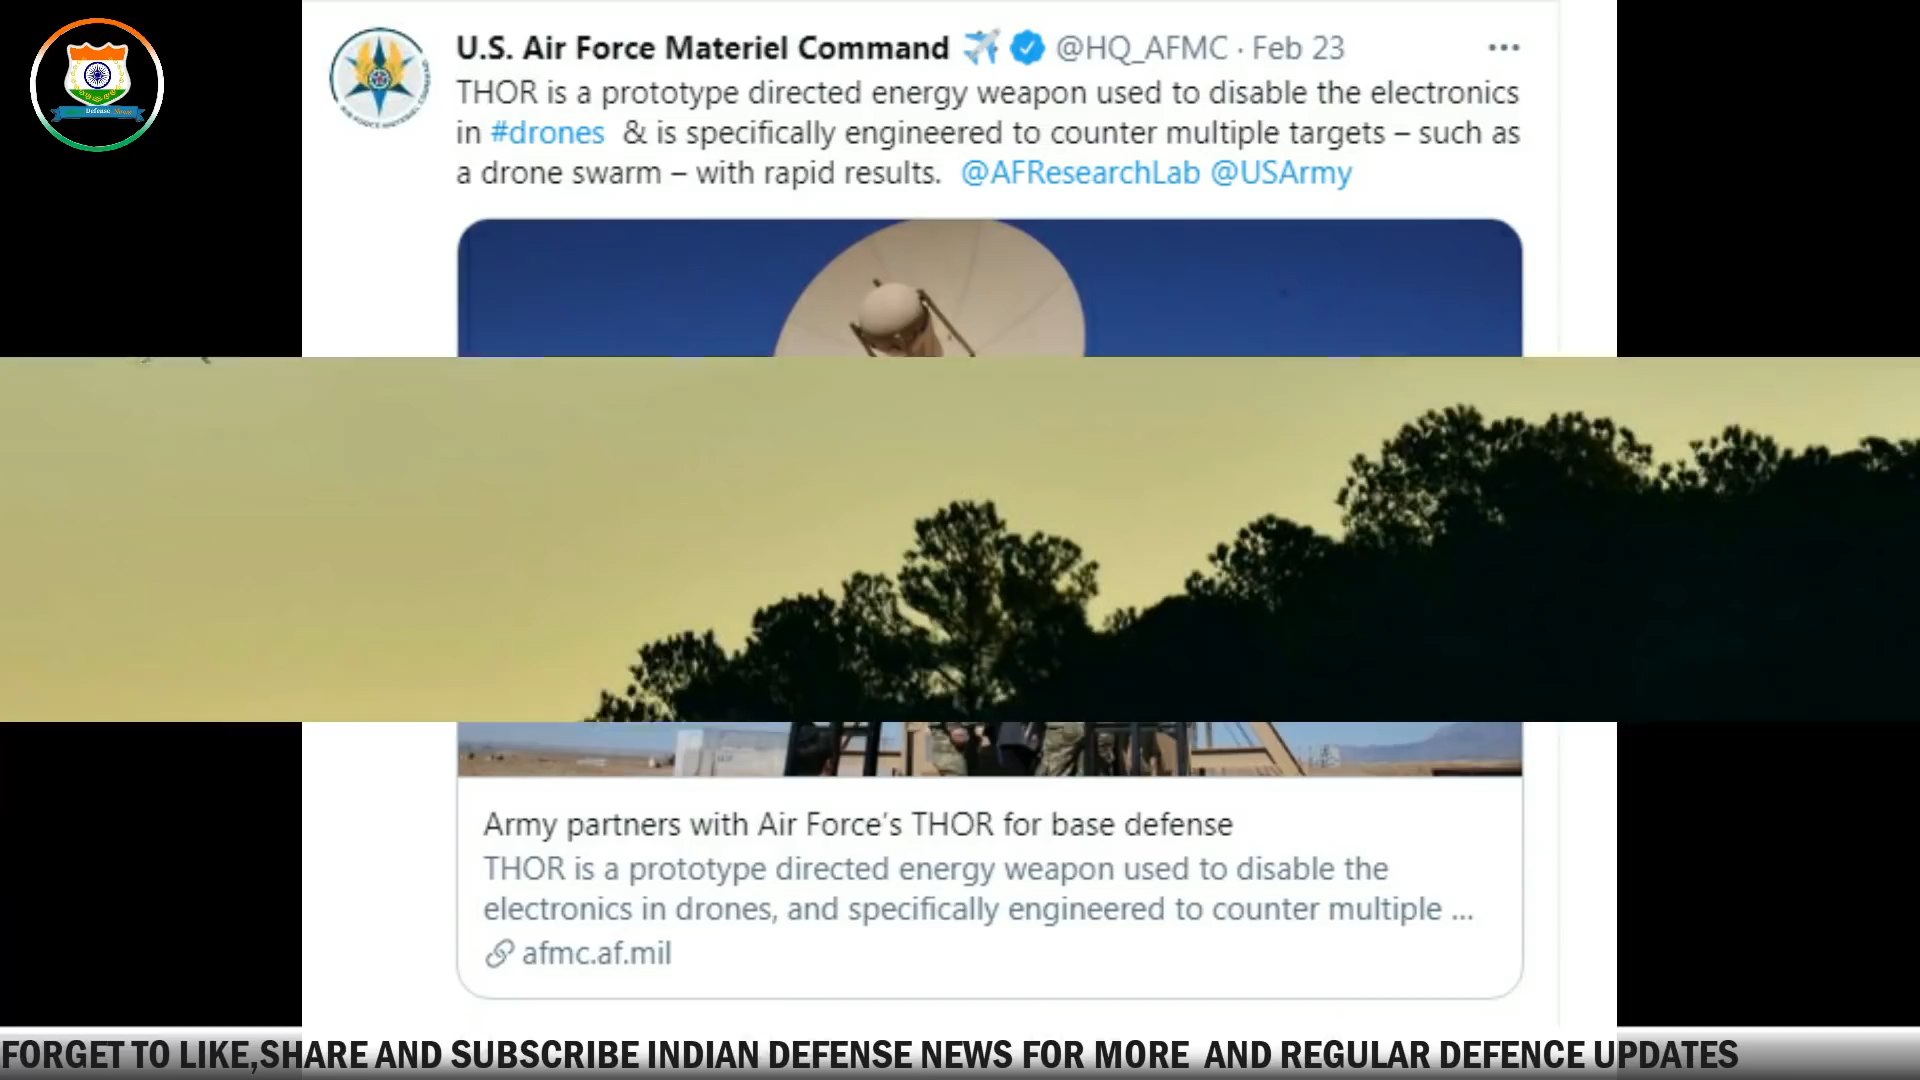 U.S. Air Force Materiel Command @HQ_AFMC · Feb 23
THOR is a prototype directed energy weapon used to disable the electronics
in #drones & is specifically engineered to counter multiple targets – such as
a drone swarm – with rapid results. @AFResearchLab @USArmy
Army partners with Air Force's THOR for base defense
THOR is a prototype directed energy weapon used to disable the
electronics in drones, and specifically engineered to counter multiple ...
afmc.af.mil
FORGET TO LIKE,SHARE AND SUBSCRIBE INDIAN DEFENSE NEWS FOR MORE AND REGULAR DEFENCE UPDATES
Defense